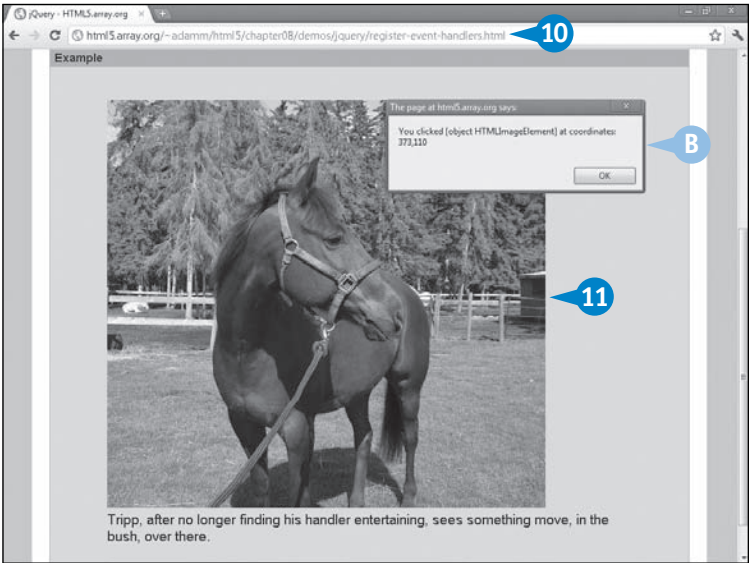 jQuery - HTML5.array.org
html5.array.org/~adamm/html5/chapter08/demos/jquery/register-event-handlers.html
10
Example
The page at html5.array.org says:
You clicked [object HTMLImageElement] at coordinates:
373,110
OK
B
11
Tripp, after no longer finding his handler entertaining, sees something move, in the
bush, over there.